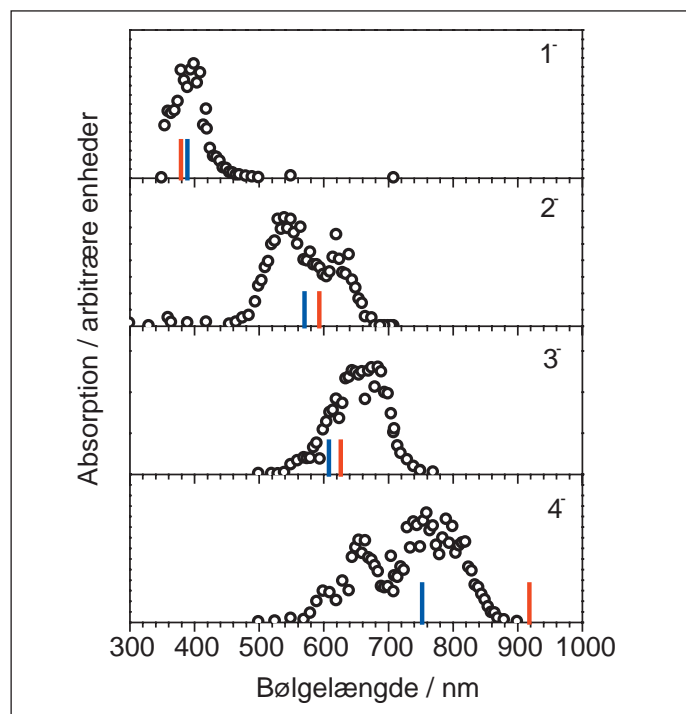 1-
2-
3-
4-
Absorption / arbitrære enheder
300 400 500 600 700 800 900 1000
Bølgelængde / nm